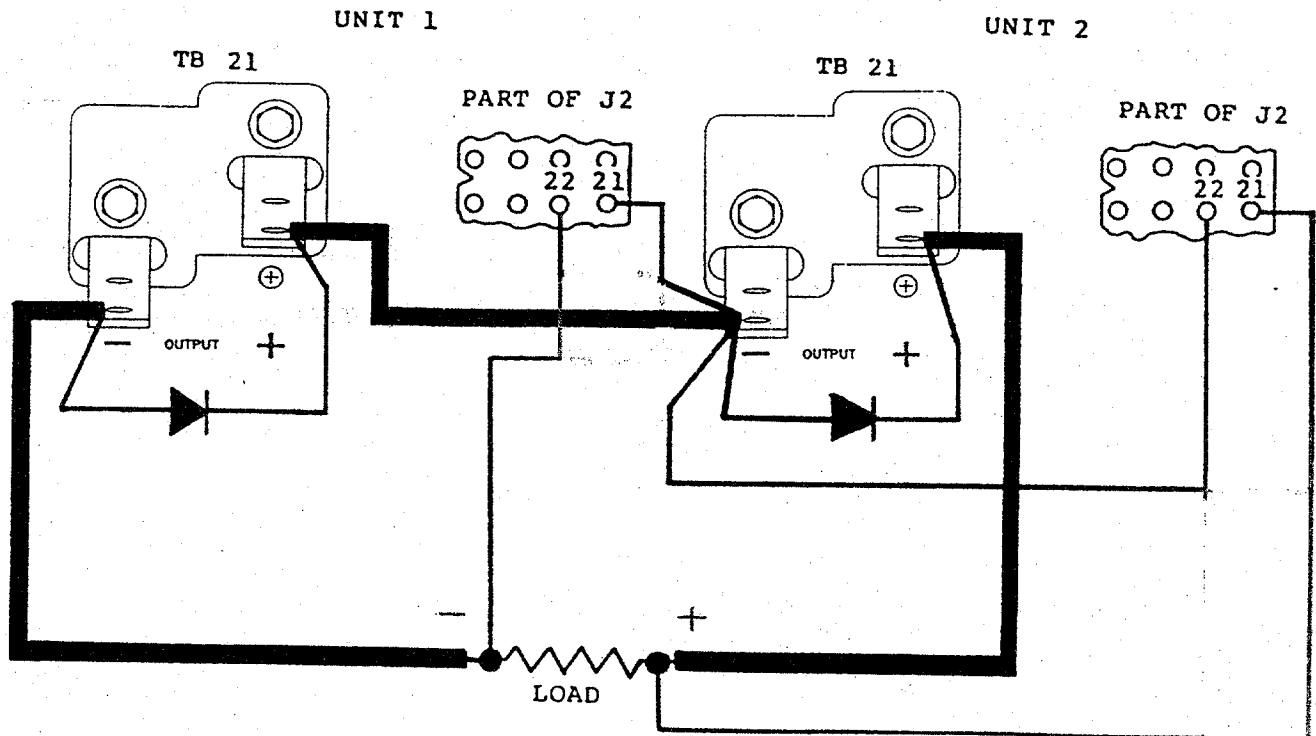 UNIT 1
UNIT 2
TB 21
TB 21
PART OF J2
PART OF J2
22 21
22 21
+
+
- OUTPUT +
- OUTPUT +
- +
LOAD